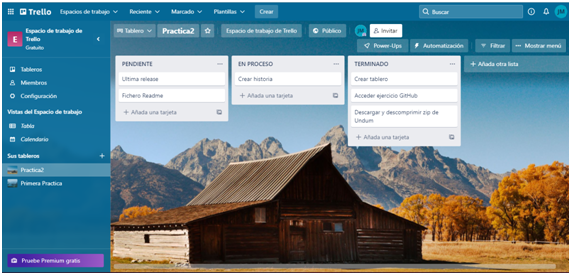 Trello
Espacios de trabajo
Reciente
Marcado
Plantillas
Crear
Buscar
JM
E
Espacio de trabajo de
Trello
Gratuito
Tablero
Practica2
Espacio de trabajo de Trello
Público
Invitar
Power-Ups
Automatización
Filtrar
Mostrar menú
Tableros
Miembros
Configuración
Vistas del Espacio de trabajo
Tabla
Calendario
Sus tableros
Practica2
Primera Practica
Pruebe Premium gratis
PENDIENTE
Ultima release
Fichero Readme
Añada una tarjeta
EN PROCESO
Crear historia
Añada una tarjeta
TERMINADO
Crear tablero
Acceder ejercicio GitHub
Descargar y descomprimir zip de
Undum
Añada una tarjeta
Añada otra lista